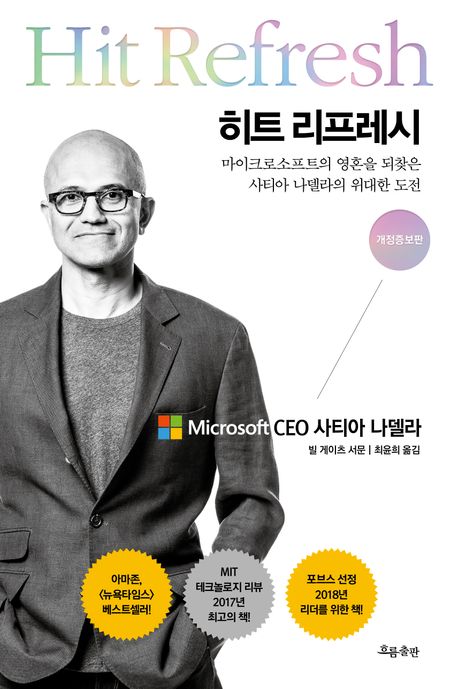 Hit Refresh
히트 리프레시
마이크로소프트의 영혼을 되찾은
사티아 나델라의 위대한 도전
개정증보판
Microsoft CEO 사티아 나델라
빌 게이츠 서문 | 최윤희 옮김
아마존,
〈뉴욕타임스〉
베스트셀러!
MIT
테크놀로지 리뷰
2017년
최고의 책!
포브스 선정
2018년
리더를 위한 책!
흐름출판